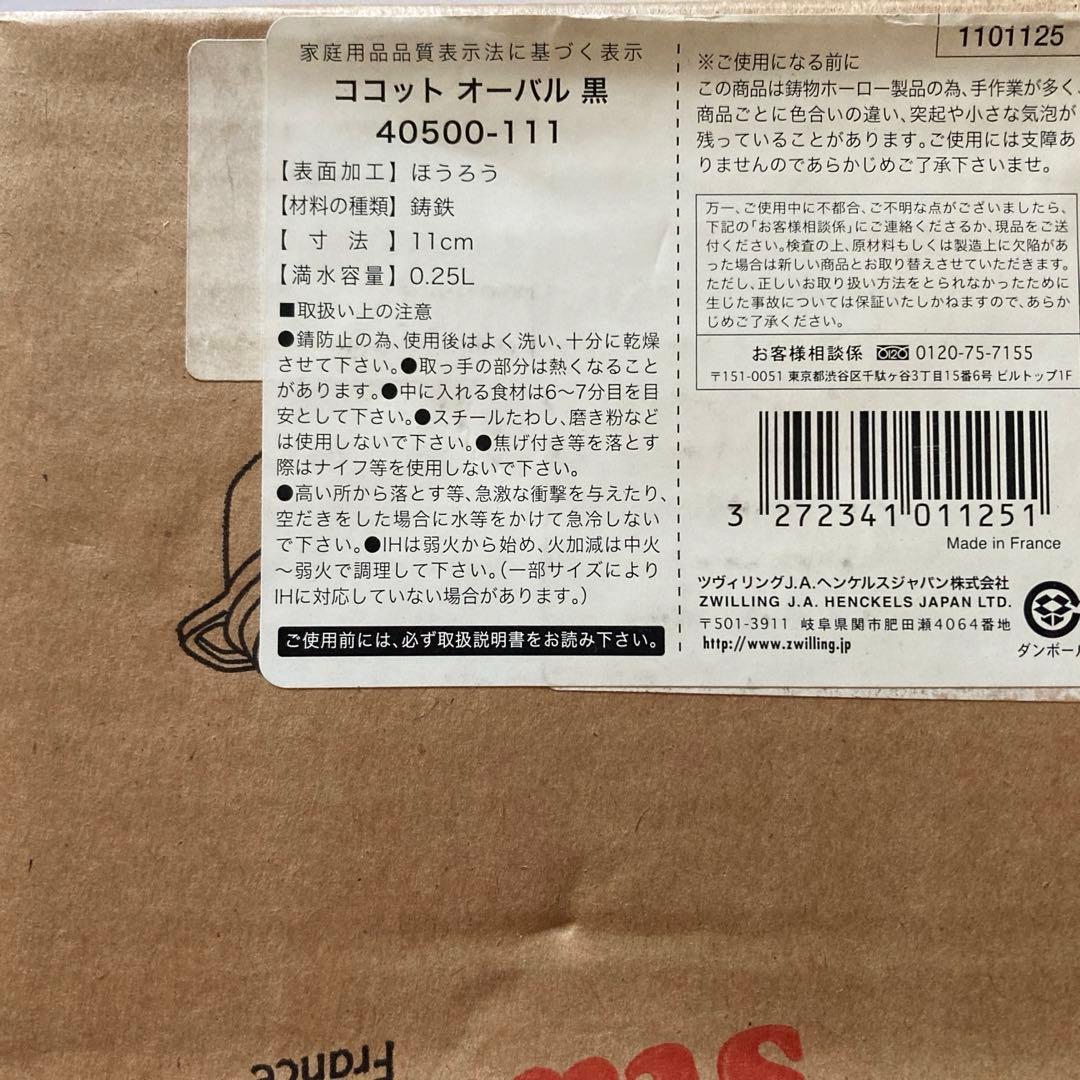 家庭用品品質表示法に基づく表示
ココット オーバル 黒
40500-111
【表面加工】ほうろう
【材料の種類】鋳鉄
【寸法】11cm
【満水容量】0.25L
■取扱い上の注意
●錆防止の為、使用後はよく洗い、十分に乾燥
させて下さい。●取っ手の部分は熱くなること
があります。●中に入れる食材は6〜7分目を目
安として下さい。●スチールたわし、磨き粉など
は使用しないで下さい。●焦げ付き等を落とす
際はナイフ等を使用しないで下さい。
●高い所から落とす等、急激な衝撃を与えたり、
空だきをした場合に水等をかけて急冷しない
で下さい。●IHは弱火から始め、火加減は中火
〜弱火で調理して下さい。（一部サイズにより
IHに対応していない場合があります。）
ご使用前には、必ず取扱説明書をお読み下さい。
1101125
※ご使用になる前に
この商品は鋳物ホーロー製品の為、手作業が多く、
商品ごとに色合いの違い、突起や小さな気泡が
残っていることがあります。ご使用には支障あ
りませんのであらかじめご了承下さいませ。
万一、ご使用中に不都合、ご不明な点がございましたら、
下記の「お客様相談係」にご連絡くださるか、現品をご送
付ください。検査の上、原材料もしくは製造上に欠陥があ
った場合は新しい商品とお取り替えさせていただきます。
ただし、正しいお取り扱い方法をとられなかったために
生じた事故については保証いたしかねますので、あらか
じめご了承ください。
お客様相談係 0120-75-7155
〒151-0051 東京都渋谷区千駄ヶ谷3丁目15番6号 ビルトップ1F
3 272341 011251
Made in France
ツヴィリングJ.A.ヘンケルスジャパン株式会社
ZWILLING J.A. HENCKELS JAPAN LTD.
〒501-3911 岐阜県関市肥田瀬4064番地
http://www.zwilling.jp
ダンボール
France